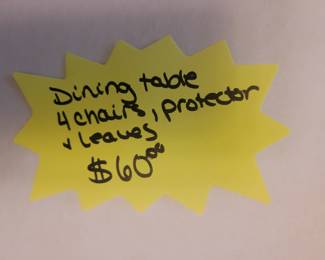 Dining table
4 chairs, protector
+ leaves
$60⁰⁰